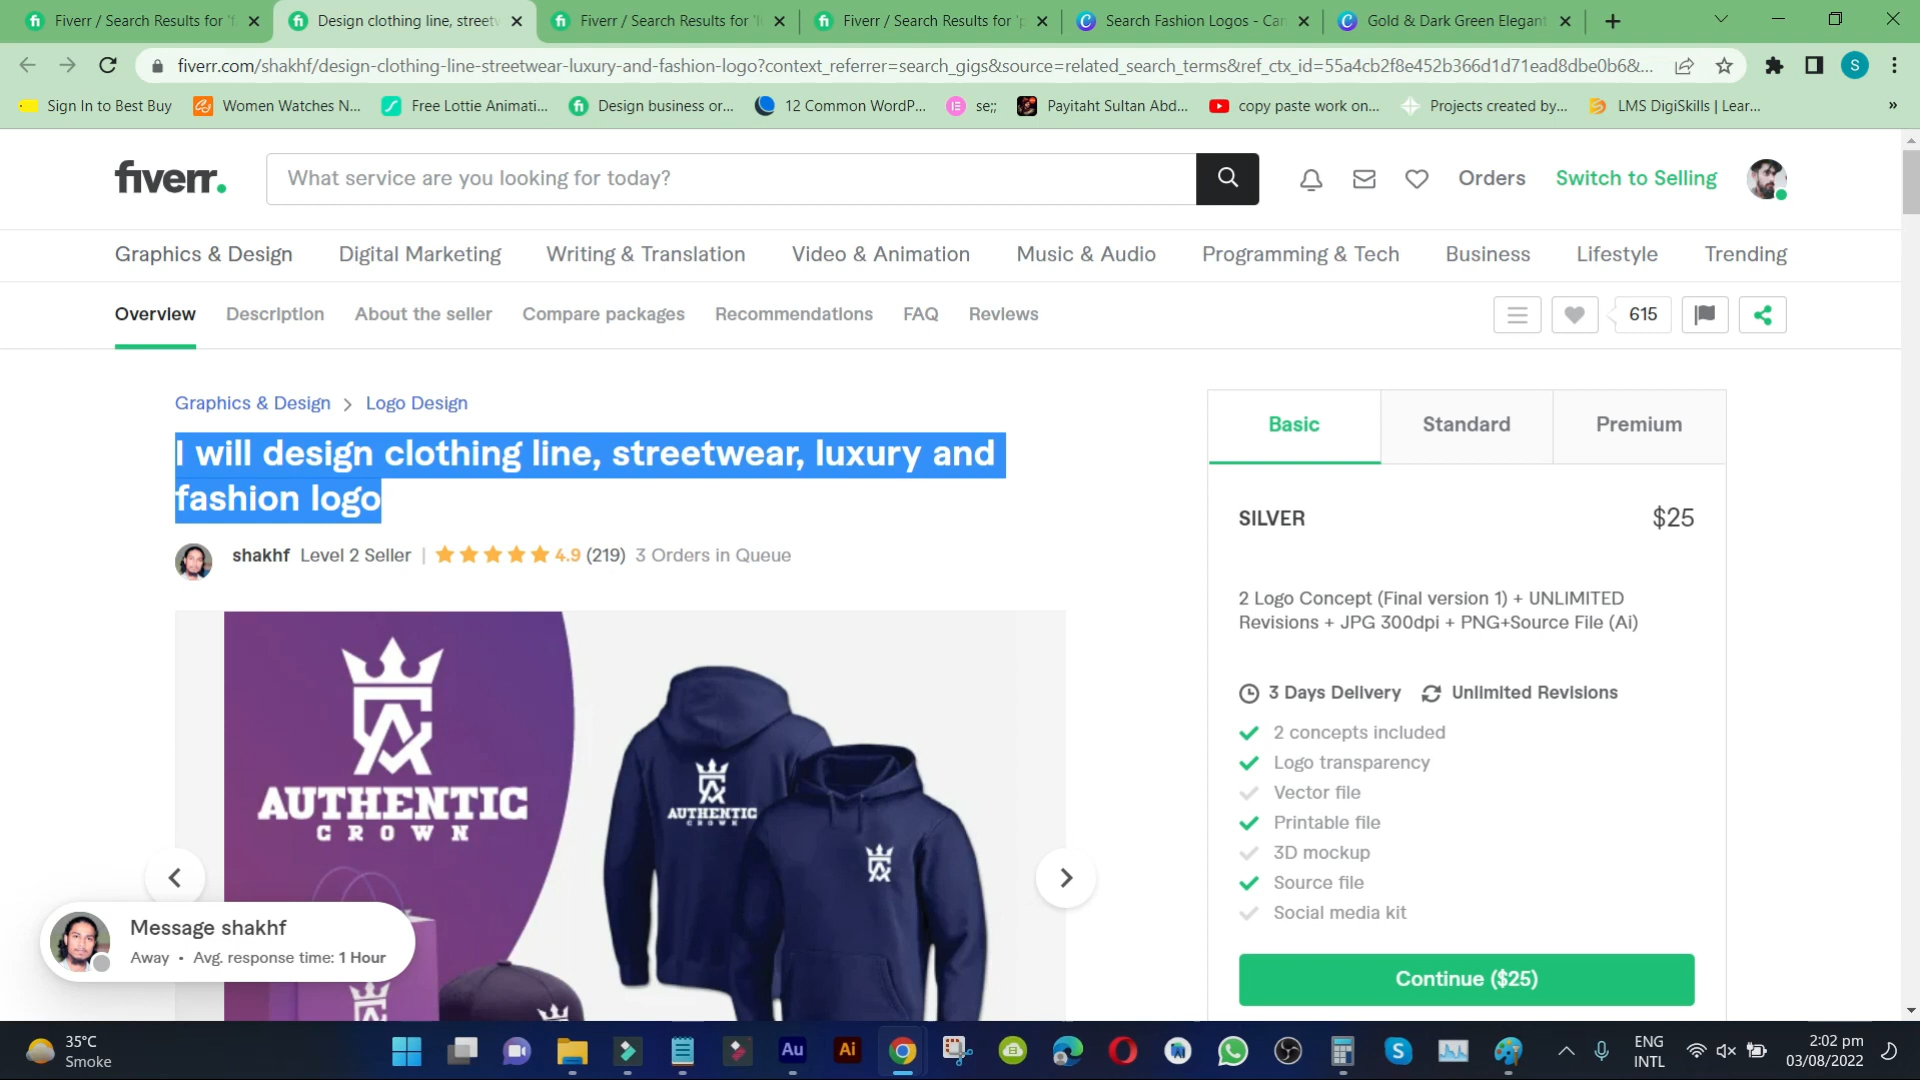 Fiverr / Search Results for 'f
Design clothing line, streetw
Fiverr / Search Results for 'l
Fiverr / Search Results for 'p
Search Fashion Logos - Can
Gold & Dark Green Elegant
fiverr.com/shakhf/design-clothing-line-streetwear-luxury-and-fashion-logo?context_referrer=search_gigs&source=related_search_terms&ref_ctx_id=55a4cb2f8e452b366d1d71ead8dbe0b6&...
S
Sign In to Best Buy
Women Watches N...
Free Lottie Animati...
Design business or...
12 Common WordP...
se;;
Payitaht Sultan Abd...
copy paste work on...
Projects created by...
LMS DigiSkills | Lear...
»
fiverr.
What service are you looking for today?
Orders
Switch to Selling
Graphics & Design
Digital Marketing
Writing & Translation
Video & Animation
Music & Audio
Programming & Tech
Business
Lifestyle
Trending
Overview
Description
About the seller
Compare packages
Recommendations
FAQ
Reviews
615
Graphics & Design > Logo Design
I will design clothing line, streetwear, luxury and
fashion logo
shakhf Level 2 Seller | 4.9 (219) 3 Orders in Queue
AUTHENTIC
CROWN
AUTHENTIC
CROWN
Message shakhf
Away • Avg. response time: 1 Hour
Basic
Standard
Premium
SILVER
$25
2 Logo Concept (Final version 1) + UNLIMITED
Revisions + JPG 300dpi + PNG+Source File (Ai)
3 Days Delivery
Unlimited Revisions
2 concepts included
Logo transparency
Vector file
Printable file
3D mockup
Source file
Social media kit
Continue ($25)
35°C
Smoke
Au
Ai
S
ENG
INTL
2:02 pm
03/08/2022